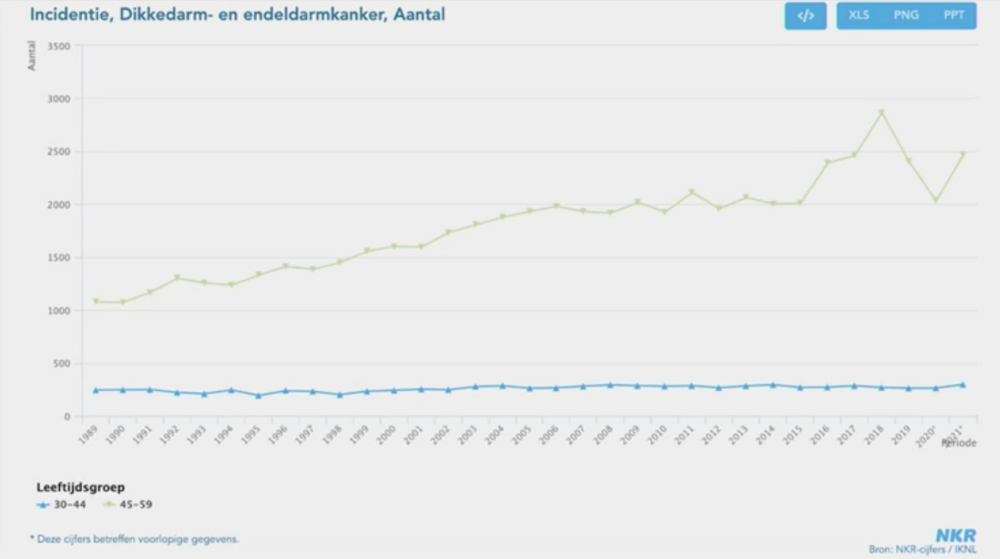 Incidentie, Dikkedarm- en endeldarmkanker, Aantal
</>
XLS PNG PPT
Aantal
3500
3000
2500
2000
1500
1000
500
0
1989 1990 1991 1992 1993 1994 1995 1996 1997 1998 1999 2000 2001 2002 2003 2004 2005 2006 2007 2008 2009 2010 2011 2012 2013 2014 2015 2016 2017 2018 2019 2020* 2021*
Periode
Leeftijdsgroep
30-44 45-59
* Deze cijfers betreffen voorlopige gegevens.
NKR
Bron: NKR-cijfers / IKNL